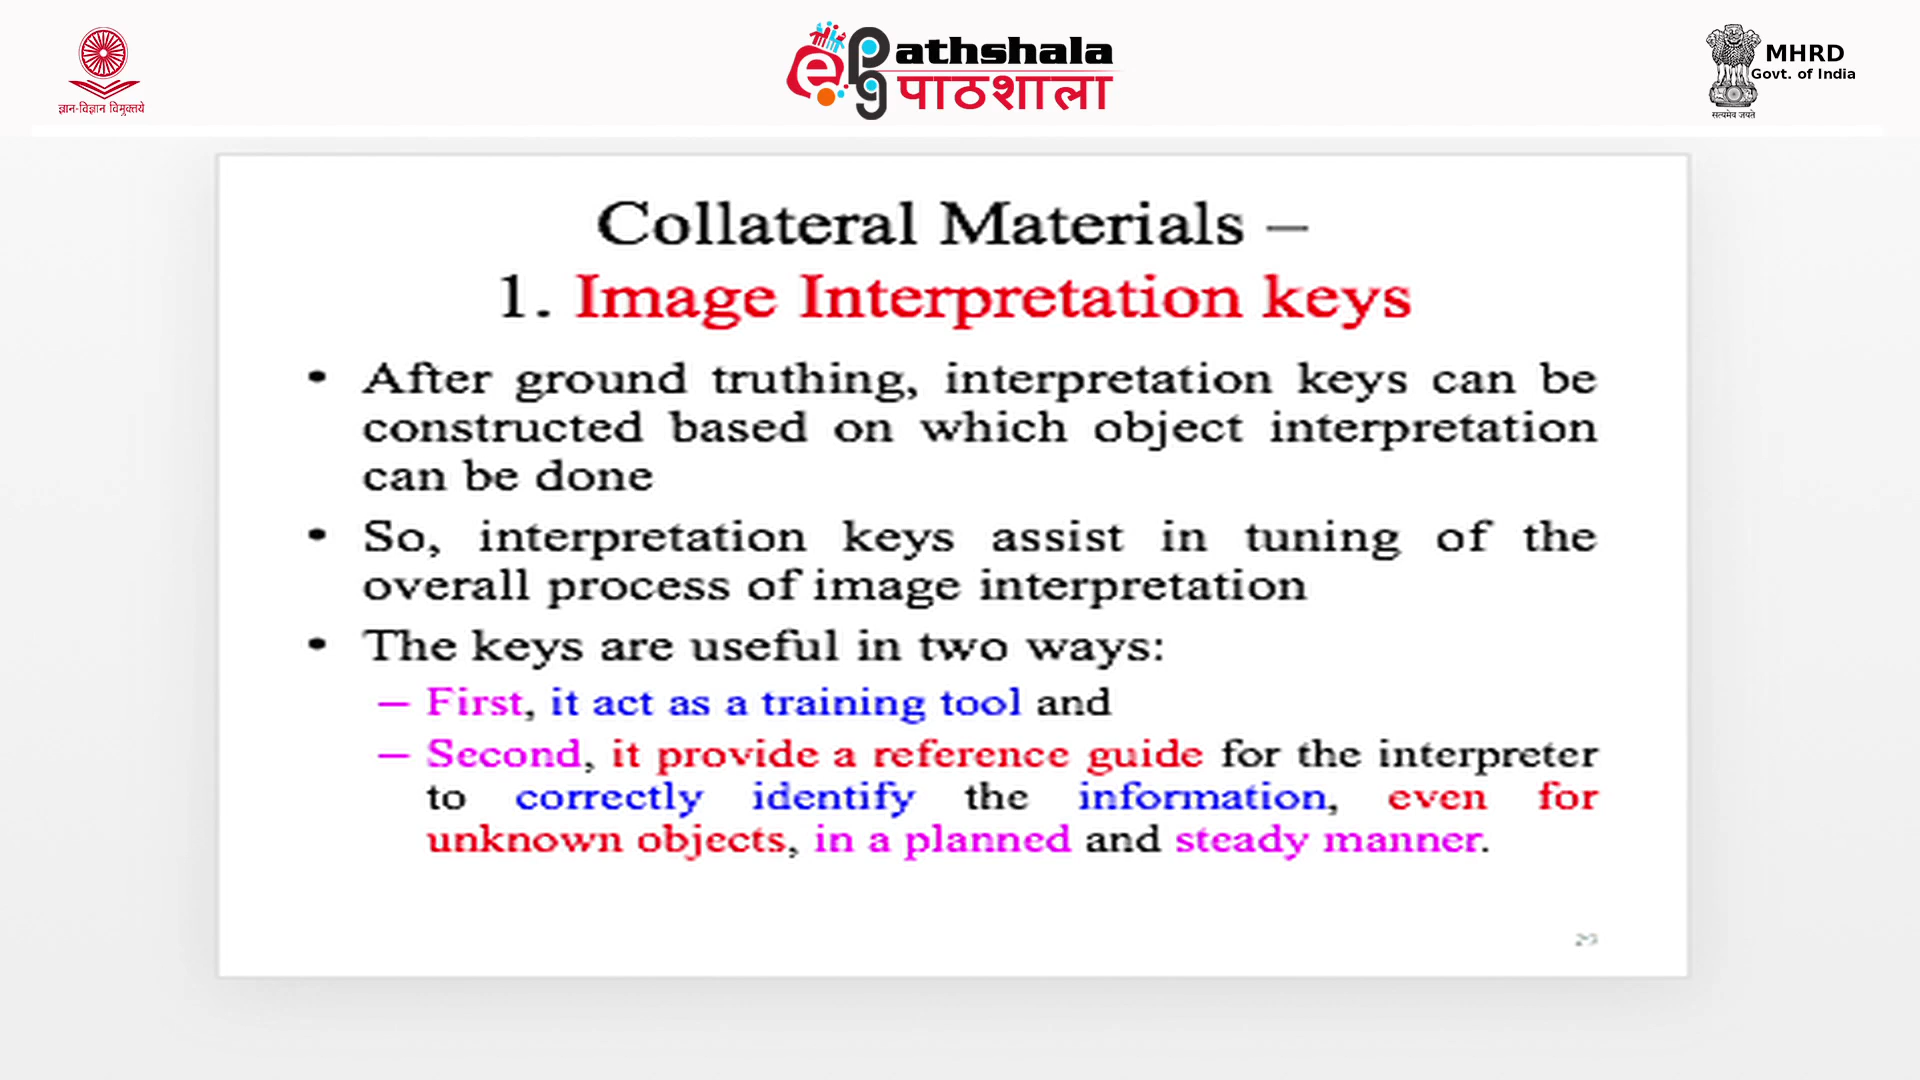 ज्ञान-विज्ञान विमुक्तये
ePathshala
पाठशाला
MHRD
Govt. of India
सत्यमेव जयते
Collateral Materials –
1. Image Interpretation keys
• After ground truthing, interpretation keys can be
constructed based on which object interpretation
can be done
• So, interpretation keys assist in tuning of the
overall process of image interpretation
• The keys are useful in two ways:
– First, it act as a training tool and
– Second, it provide a reference guide for the interpreter
to correctly identify the information, even for
unknown objects, in a planned and steady manner.